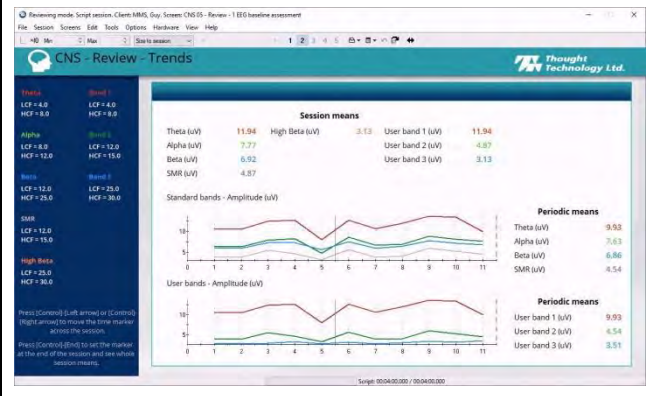 Reviewing mode. Script session. Client: MMS, Guy. Screen: CNS 05 - Review - 1 EEG baseline assessment
File Session Screens Edit Tools Options Hardware View Help
Min Max Size to session 1 2 3 4 5
CNS - Review - Trends
Thought
Technology Ltd.
Theta Band 1
LCF = 4.0 LCF = 4.0
HCF = 8.0 HCF = 8.0
Alpha Band 2
LCF = 8.0 LCF = 12.0
HCF = 12.0 HCF = 15.0
Beta Band 3
LCF = 12.0 LCF = 25.0
HCF = 25.0 HCF = 30.0
SMR
LCF = 12.0
HCF = 15.0
High Beta
LCF = 25.0
HCF = 30.0
Press [Control]-[Left arrow] or [Control]-
[Right arrow] to move the time marker
across the session.
Press [Control]-[End] to set the marker
at the end of the session and see whole
session means.
Session means
Theta (uV) 11.94 High Beta (uV) 3.13 User band 1 (uV) 11.94
Alpha (uV) 7.77 User band 2 (uV) 4.87
Beta (uV) 6.92 User band 3 (uV) 3.13
SMR (uV) 4.87
Standard bands - Amplitude (uV)
10
5
0 1 2 3 4 5 6 7 8 9 10 11
Periodic means
Theta (uV) 9.93
Alpha (uV) 7.63
Beta (uV) 6.86
SMR (uV) 4.54
User bands - Amplitude (uV)
10
5
0 1 2 3 4 5 6 7 8 9 10 11
Periodic means
User band 1 (uV) 9.93
User band 2 (uV) 4.54
User band 3 (uV) 3.51
Script: 00:04:00.000 / 00:04:00.000